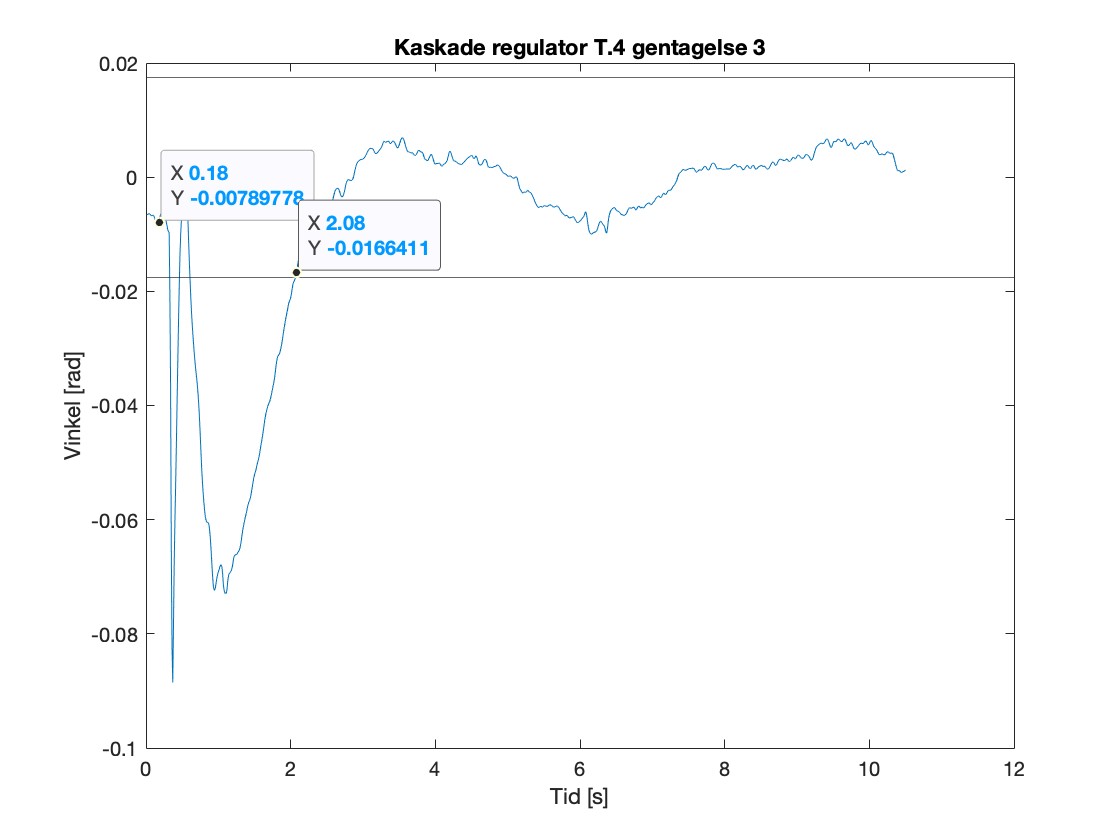 Kaskade regulator T.4 gentagelse 3
0.02
0
-0.02
-0.04
-0.06
-0.08
-0.1
Vinkel [rad]
X 0.18
Y -0.00789778
X 2.08
Y -0.0166411
0
2
4
6
8
10
12
Tid [s]